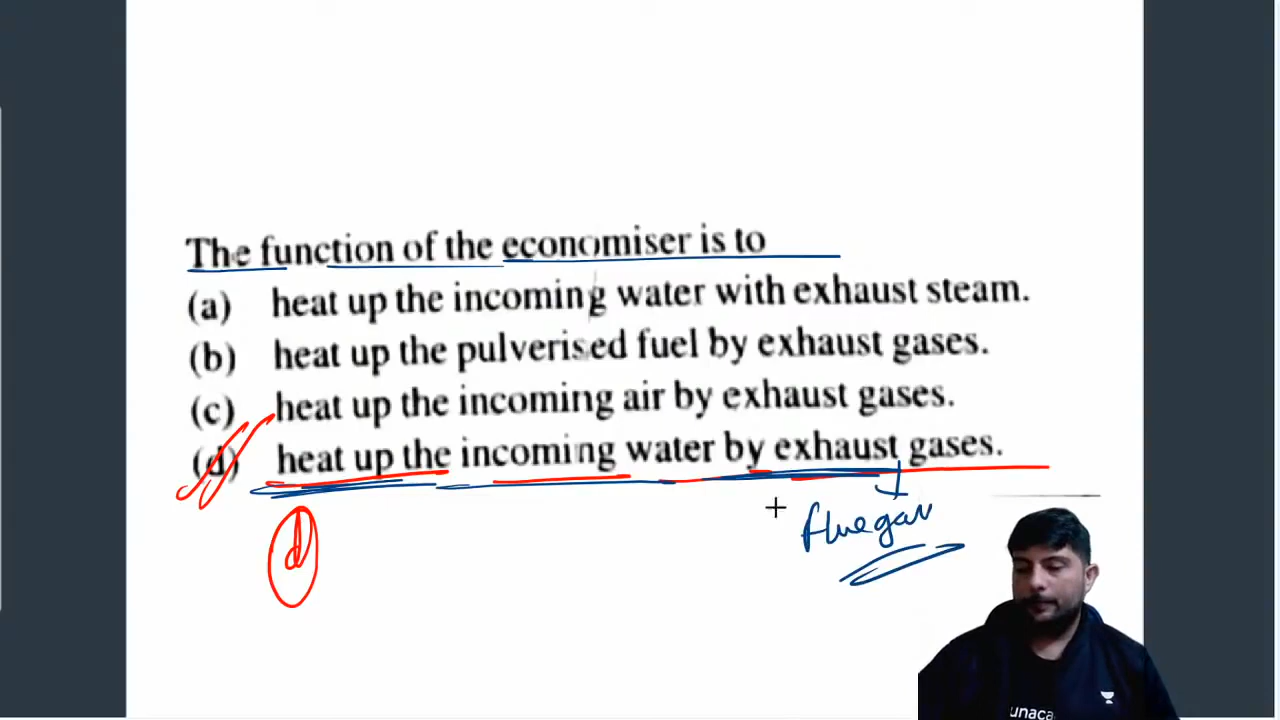 The function of the economiser is to
(a) heat up the incoming water with exhaust steam.
(b) heat up the pulverised fuel by exhaust gases.
(c) heat up the incoming air by exhaust gases.
(d) heat up the incoming water by exhaust gases.
fluegas
d
unaca